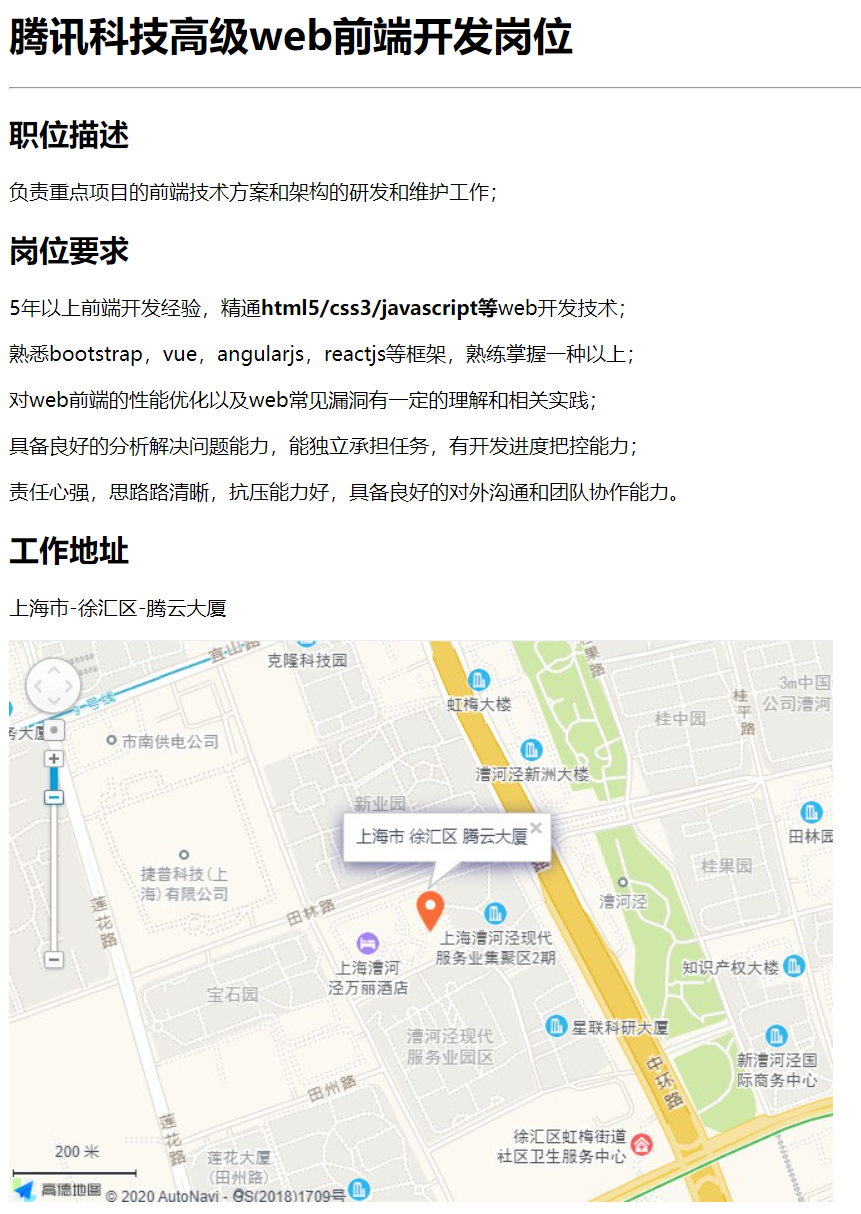 腾讯科技高级web前端开发岗位
职位描述
负责重点项目的前端技术方案和架构的研发和维护工作；
岗位要求
5年以上前端开发经验，精通html5/css3/javascript等web开发技术；
熟悉bootstrap，vue，angularjs，reactjs等框架，熟练掌握一种以上；
对web前端的性能优化以及web常见漏洞有一定的理解和相关实践；
具备良好的分析解决问题能力，能独立承担任务，有开发进度把控能力；
责任心强，思路路清晰，抗压能力好，具备良好的对外沟通和团队协作能力。
工作地址
上海市-徐汇区-腾云大厦
宜山路
克隆科技园
果路
3m中国
公司漕河
桂平路
虹梅大楼
桂中园
号线
务大厦
市南供电公司
漕河泾新洲大楼
新业园
上海市 徐汇区 腾云大厦
田林园
捷普科技(上
海)有限公司
桂果园
漕河泾
莲花路
田林路
上海漕河泾现代
服务业集聚区2期
上海漕河
泾万丽酒店
知识产权大楼
宝石园
漕河泾现代
服务业园区
星联科研大厦
新漕河泾国
际商务中心
中环路
田州路
莲花路
徐汇区虹梅街道
社区卫生服务中心
200 米
莲花大厦
(田州路)
高德地图
© 2020 AutoNavi - GS(2018)1709号